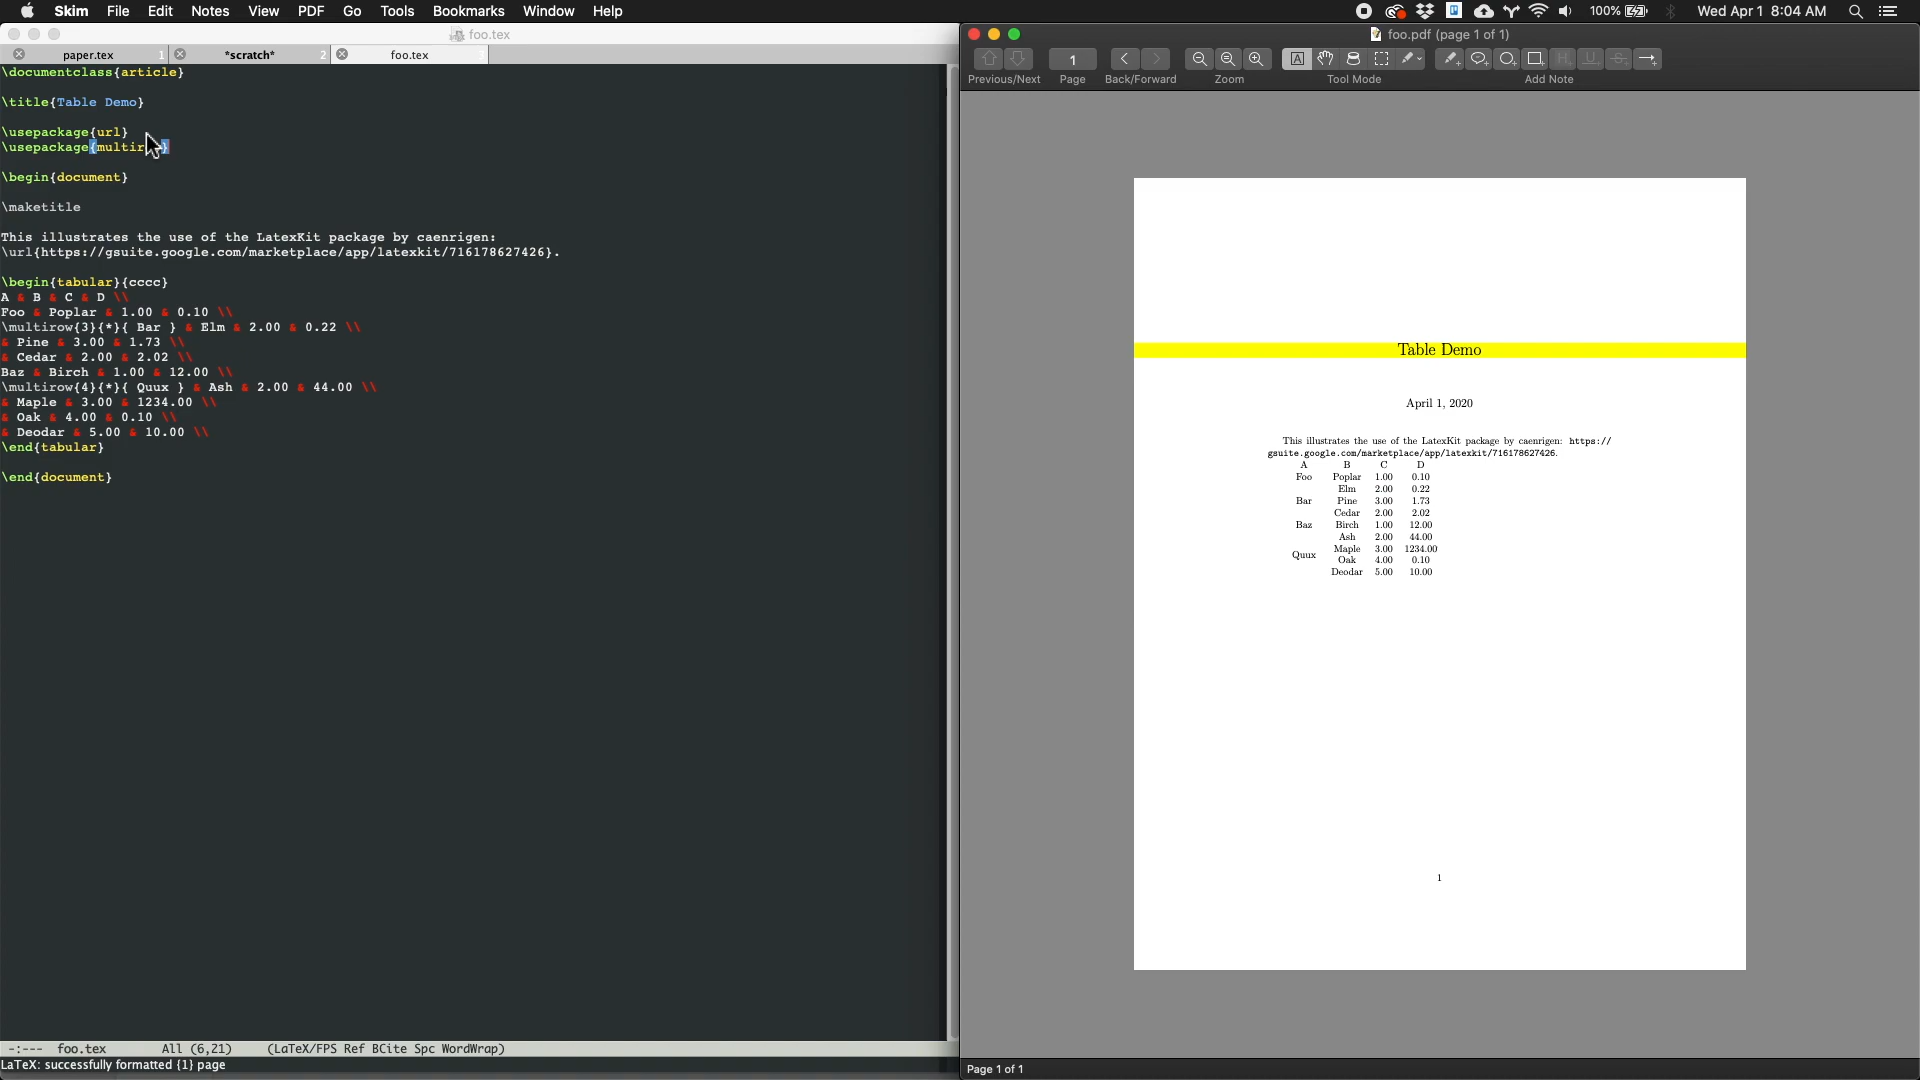 Skim File Edit Notes View PDF Go Tools Bookmarks Window Help 100% Wed Apr 1 8:04 AM
foo.tex
paper.tex 1 *scratch* 2 foo.tex
\documentclass{article}
\title{Table Demo}
\usepackage{url}
\usepackage{multir
\begin{document}
\maketitle
This illustrates the use of the LatexKit package by caenrigen:
\url{https://gsuite.google.com/marketplace/app/latexkit/716178627426}.
\begin{tabular}{cccc}
A & B & C & D \\
Foo & Poplar & 1.00 & 0.10 \\
\multirow{3}{*}{ Bar } & Elm & 2.00 & 0.22 \\
& Pine & 3.00 & 1.73 \\
& Cedar & 2.00 & 2.02 \\
Baz & Birch & 1.00 & 12.00 \\
\multirow{4}{*}{ Quux } & Ash & 2.00 & 44.00 \\
& Maple & 3.00 & 1234.00 \\
& Oak & 4.00 & 0.10 \\
& Deodar & 5.00 & 10.00 \\
\end{tabular}
\end{document}
-:--- foo.tex All (6,21) (LaTeX/FPS Ref BCite Spc WordWrap)
LaTeX: successfully formatted {1} page
foo.pdf (page 1 of 1)
1 A
Previous/Next Page Back/Forward Zoom Tool Mode Add Note
Table Demo
April 1, 2020
This illustrates the use of the LatexKit package by caenrigen: https://
gsuite.google.com/marketplace/app/latexkit/716178627426.
A B C D
Foo Poplar 1.00 0.10
Elm 2.00 0.22
Bar Pine 3.00 1.73
Cedar 2.00 2.02
Baz Birch 1.00 12.00
Ash 2.00 44.00
Maple 3.00 1234.00
Quux
Oak 4.00 0.10
Deodar 5.00 10.00
1
Page 1 of 1